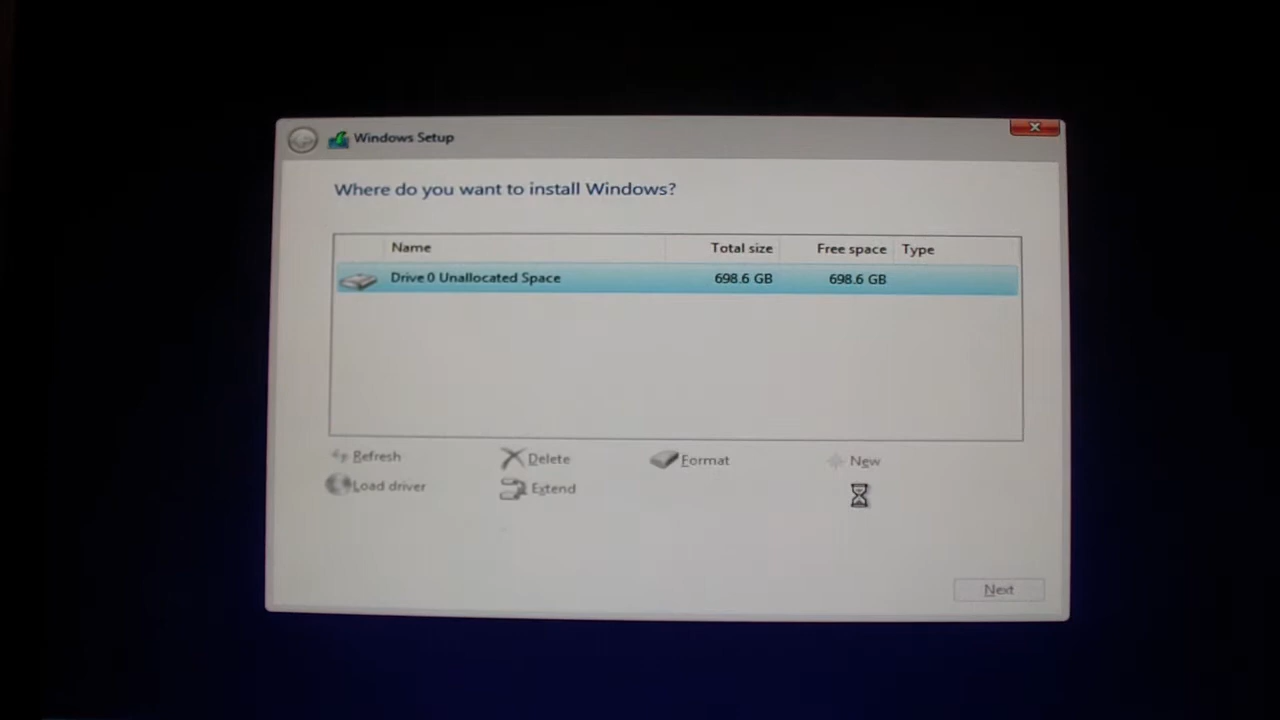 Windows Setup
Where do you want to install Windows?
Name Total size Free space Type
Drive 0 Unallocated Space 698.6 GB 698.6 GB
Refresh Delete Format New
Load driver Extend
Next